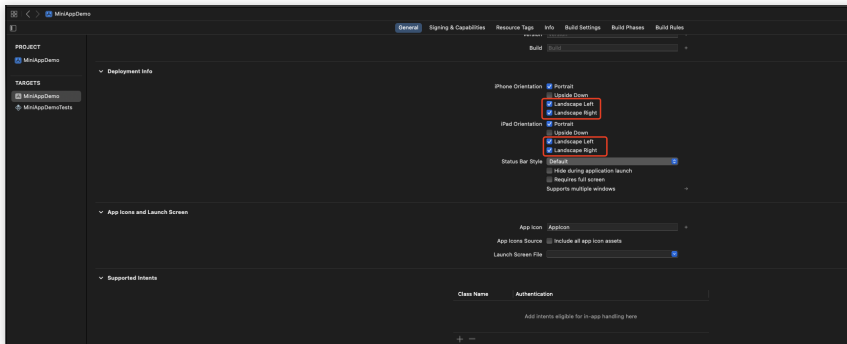 MiniAppDemo
General Signing & Capabilities Resource Tags Info Build Settings Build Phases Build Rules
PROJECT
MiniAppDemo
TARGETS
MiniAppDemo
MiniAppDemoTests
Version
Build Build
Deployment Info
iPhone Orientation Portrait
Upside Down
Landscape Left
Landscape Right
iPad Orientation Portrait
Upside Down
Landscape Left
Landscape Right
Status Bar Style Default
Hide during application launch
Requires full screen
Supports multiple windows
App Icons and Launch Screen
App Icon AppIcon
App Icons Source Include all app icon assets
Launch Screen File
Supported Intents
Class Name Authentication
Add intents eligible for in-app handling here